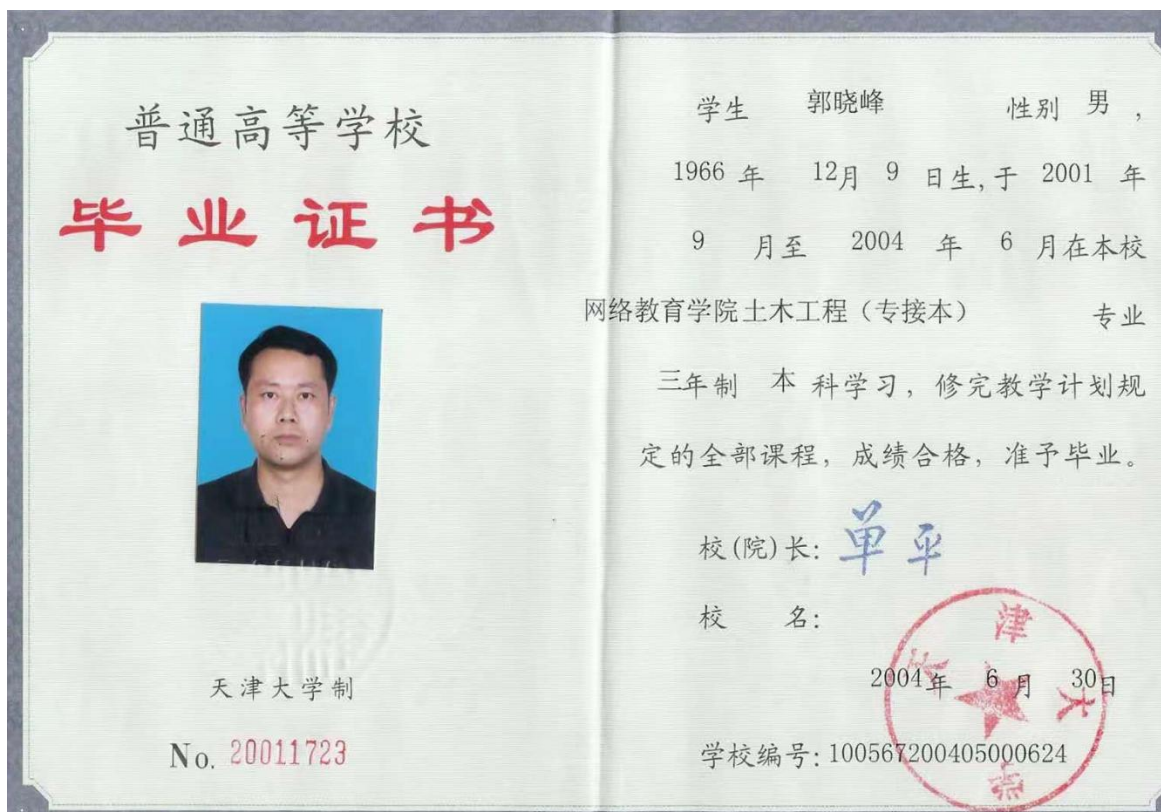 普通高等学校
毕业证书
天津大学制
No. 20011723
学生 郭晓峰 性别 男，
1966 年 12月 9 日生,于 2001 年
9 月至 2004 年 6 月在本校
网络教育学院土木工程（专接本） 专业
三年制 本 科学习，修完教学计划规
定的全部课程，成绩合格，准予毕业。
校(院)长: 单平
校 名:
天津大学
2004年 6月 30日
学校编号: 100567200405000624